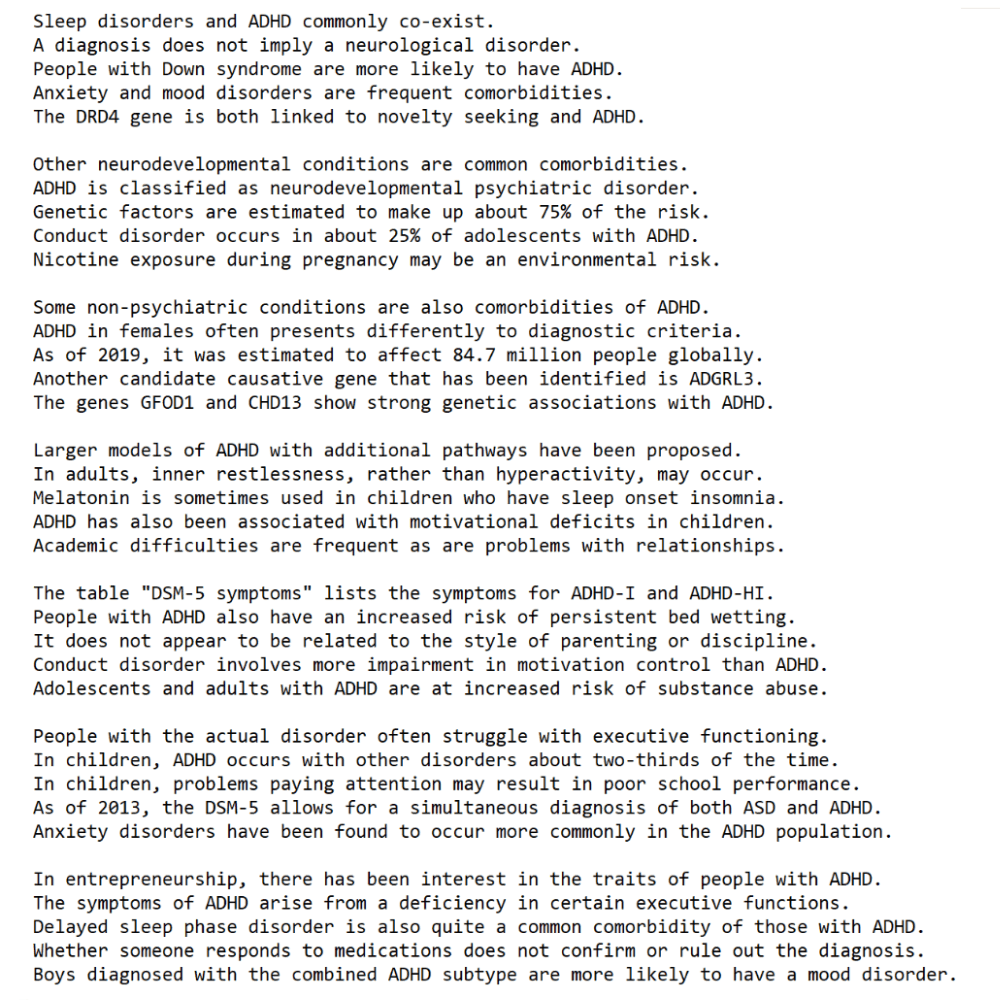 Sleep disorders and ADHD commonly co-exist.
A diagnosis does not imply a neurological disorder.
People with Down syndrome are more likely to have ADHD.
Anxiety and mood disorders are frequent comorbidities.
The DRD4 gene is both linked to novelty seeking and ADHD.

Other neurodevelopmental conditions are common comorbidities.
ADHD is classified as neurodevelopmental psychiatric disorder.
Genetic factors are estimated to make up about 75% of the risk.
Conduct disorder occurs in about 25% of adolescents with ADHD.
Nicotine exposure during pregnancy may be an environmental risk.

Some non-psychiatric conditions are also comorbidities of ADHD.
ADHD in females often presents differently to diagnostic criteria.
As of 2019, it was estimated to affect 84.7 million people globally.
Another candidate causative gene that has been identified is ADGRL3.
The genes GFOD1 and CHD13 show strong genetic associations with ADHD.

Larger models of ADHD with additional pathways have been proposed.
In adults, inner restlessness, rather than hyperactivity, may occur.
Melatonin is sometimes used in children who have sleep onset insomnia.
ADHD has also been associated with motivational deficits in children.
Academic difficulties are frequent as are problems with relationships.

The table "DSM-5 symptoms" lists the symptoms for ADHD-I and ADHD-HI.
People with ADHD also have an increased risk of persistent bed wetting.
It does not appear to be related to the style of parenting or discipline.
Conduct disorder involves more impairment in motivation control than ADHD.
Adolescents and adults with ADHD are at increased risk of substance abuse.

People with the actual disorder often struggle with executive functioning.
In children, ADHD occurs with other disorders about two-thirds of the time.
In children, problems paying attention may result in poor school performance.
As of 2013, the DSM-5 allows for a simultaneous diagnosis of both ASD and ADHD.
Anxiety disorders have been found to occur more commonly in the ADHD population.

In entrepreneurship, there has been interest in the traits of people with ADHD.
The symptoms of ADHD arise from a deficiency in certain executive functions.
Delayed sleep phase disorder is also quite a common comorbidity of those with ADHD.
Whether someone responds to medications does not confirm or rule out the diagnosis.
Boys diagnosed with the combined ADHD subtype are more likely to have a mood disorder.